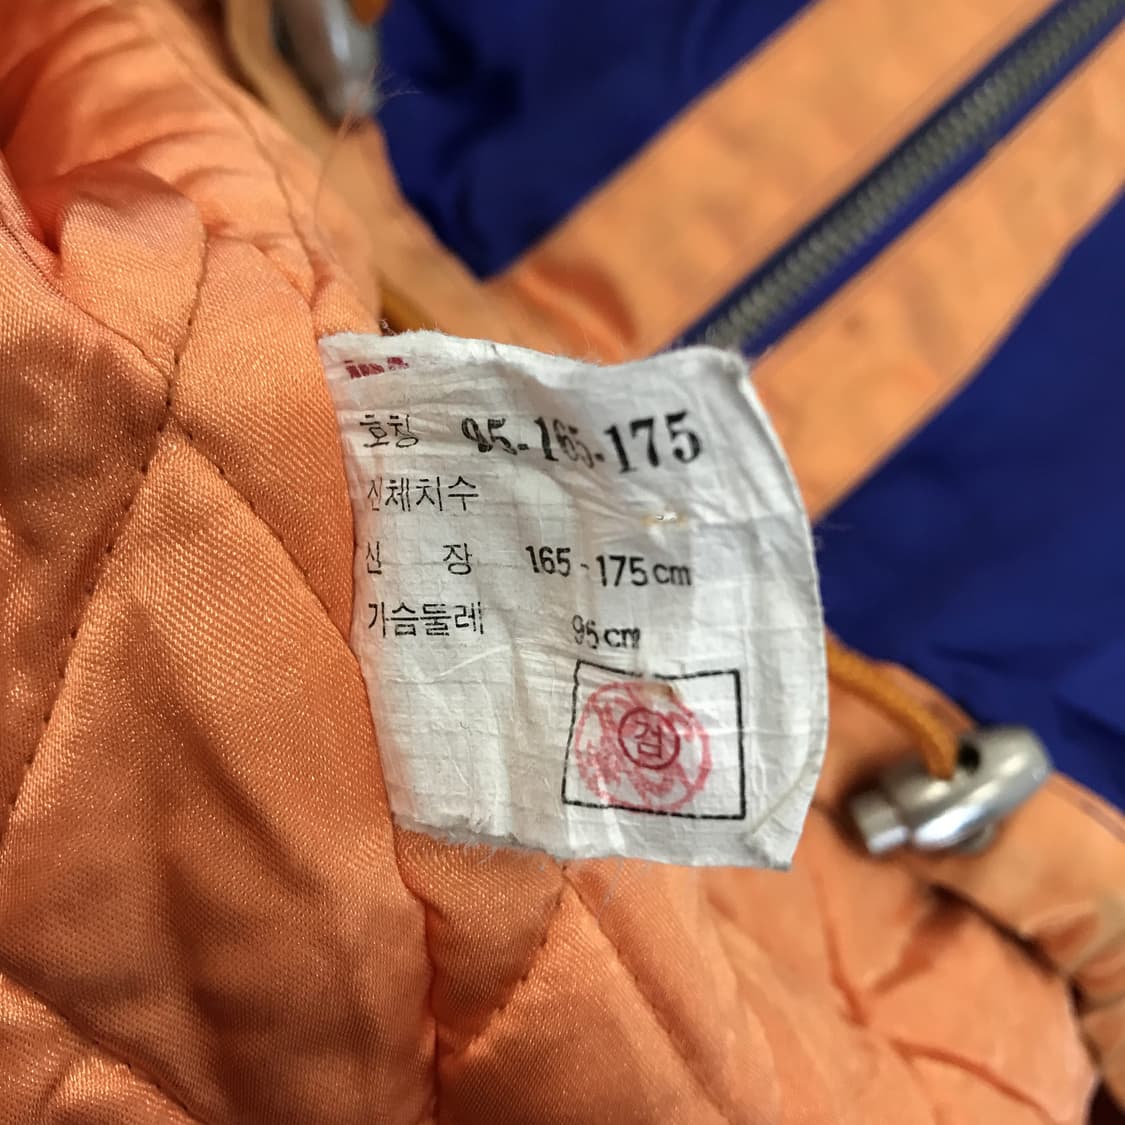 호칭 95-165-175
신체치수
신 장 165-175cm
가슴둘레 95cm
검